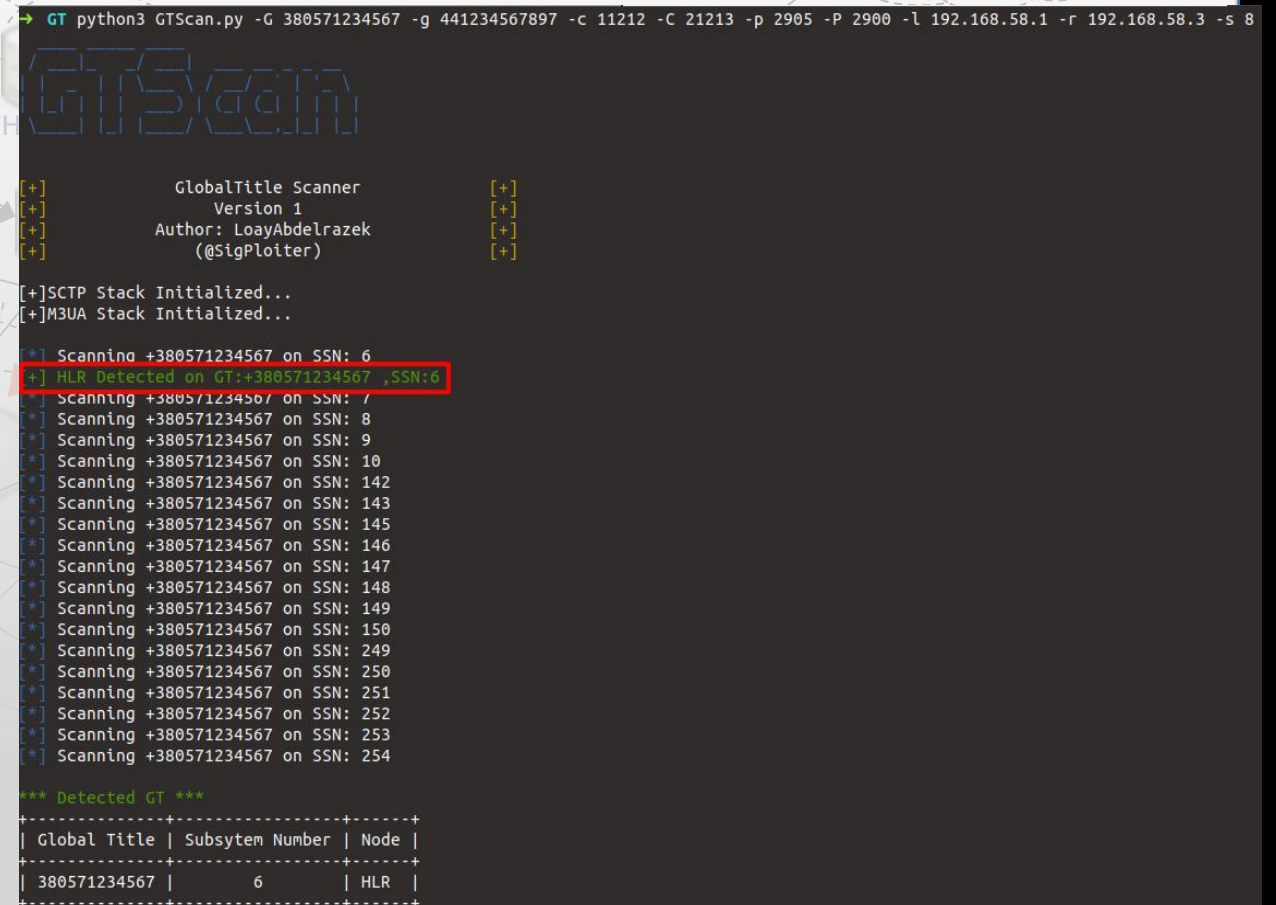 → GT python3 GTScan.py -G 380571234567 -g 441234567897 -c 11212 -C 21213 -p 2905 -P 2900 -l 192.168.58.1 -r 192.168.58.3 -s 8
GTScan
[+] GlobalTitle Scanner [+]
[+] Version 1 [+]
[+] Author: LoayAbdelrazek [+]
[+] (@SigPloiter) [+]
[+]SCTP Stack Initialized...
[+]M3UA Stack Initialized...
[*] Scanning +380571234567 on SSN: 6
[+] HLR Detected on GT:+380571234567 ,SSN:6
[*] Scanning +380571234567 on SSN: 7
[*] Scanning +380571234567 on SSN: 8
[*] Scanning +380571234567 on SSN: 9
[*] Scanning +380571234567 on SSN: 10
[*] Scanning +380571234567 on SSN: 142
[*] Scanning +380571234567 on SSN: 143
[*] Scanning +380571234567 on SSN: 145
[*] Scanning +380571234567 on SSN: 146
[*] Scanning +380571234567 on SSN: 147
[*] Scanning +380571234567 on SSN: 148
[*] Scanning +380571234567 on SSN: 149
[*] Scanning +380571234567 on SSN: 150
[*] Scanning +380571234567 on SSN: 249
[*] Scanning +380571234567 on SSN: 250
[*] Scanning +380571234567 on SSN: 251
[*] Scanning +380571234567 on SSN: 252
[*] Scanning +380571234567 on SSN: 253
[*] Scanning +380571234567 on SSN: 254
*** Detected GT ***
| Global Title | Subsytem Number | Node |
| 380571234567 | 6 | HLR |